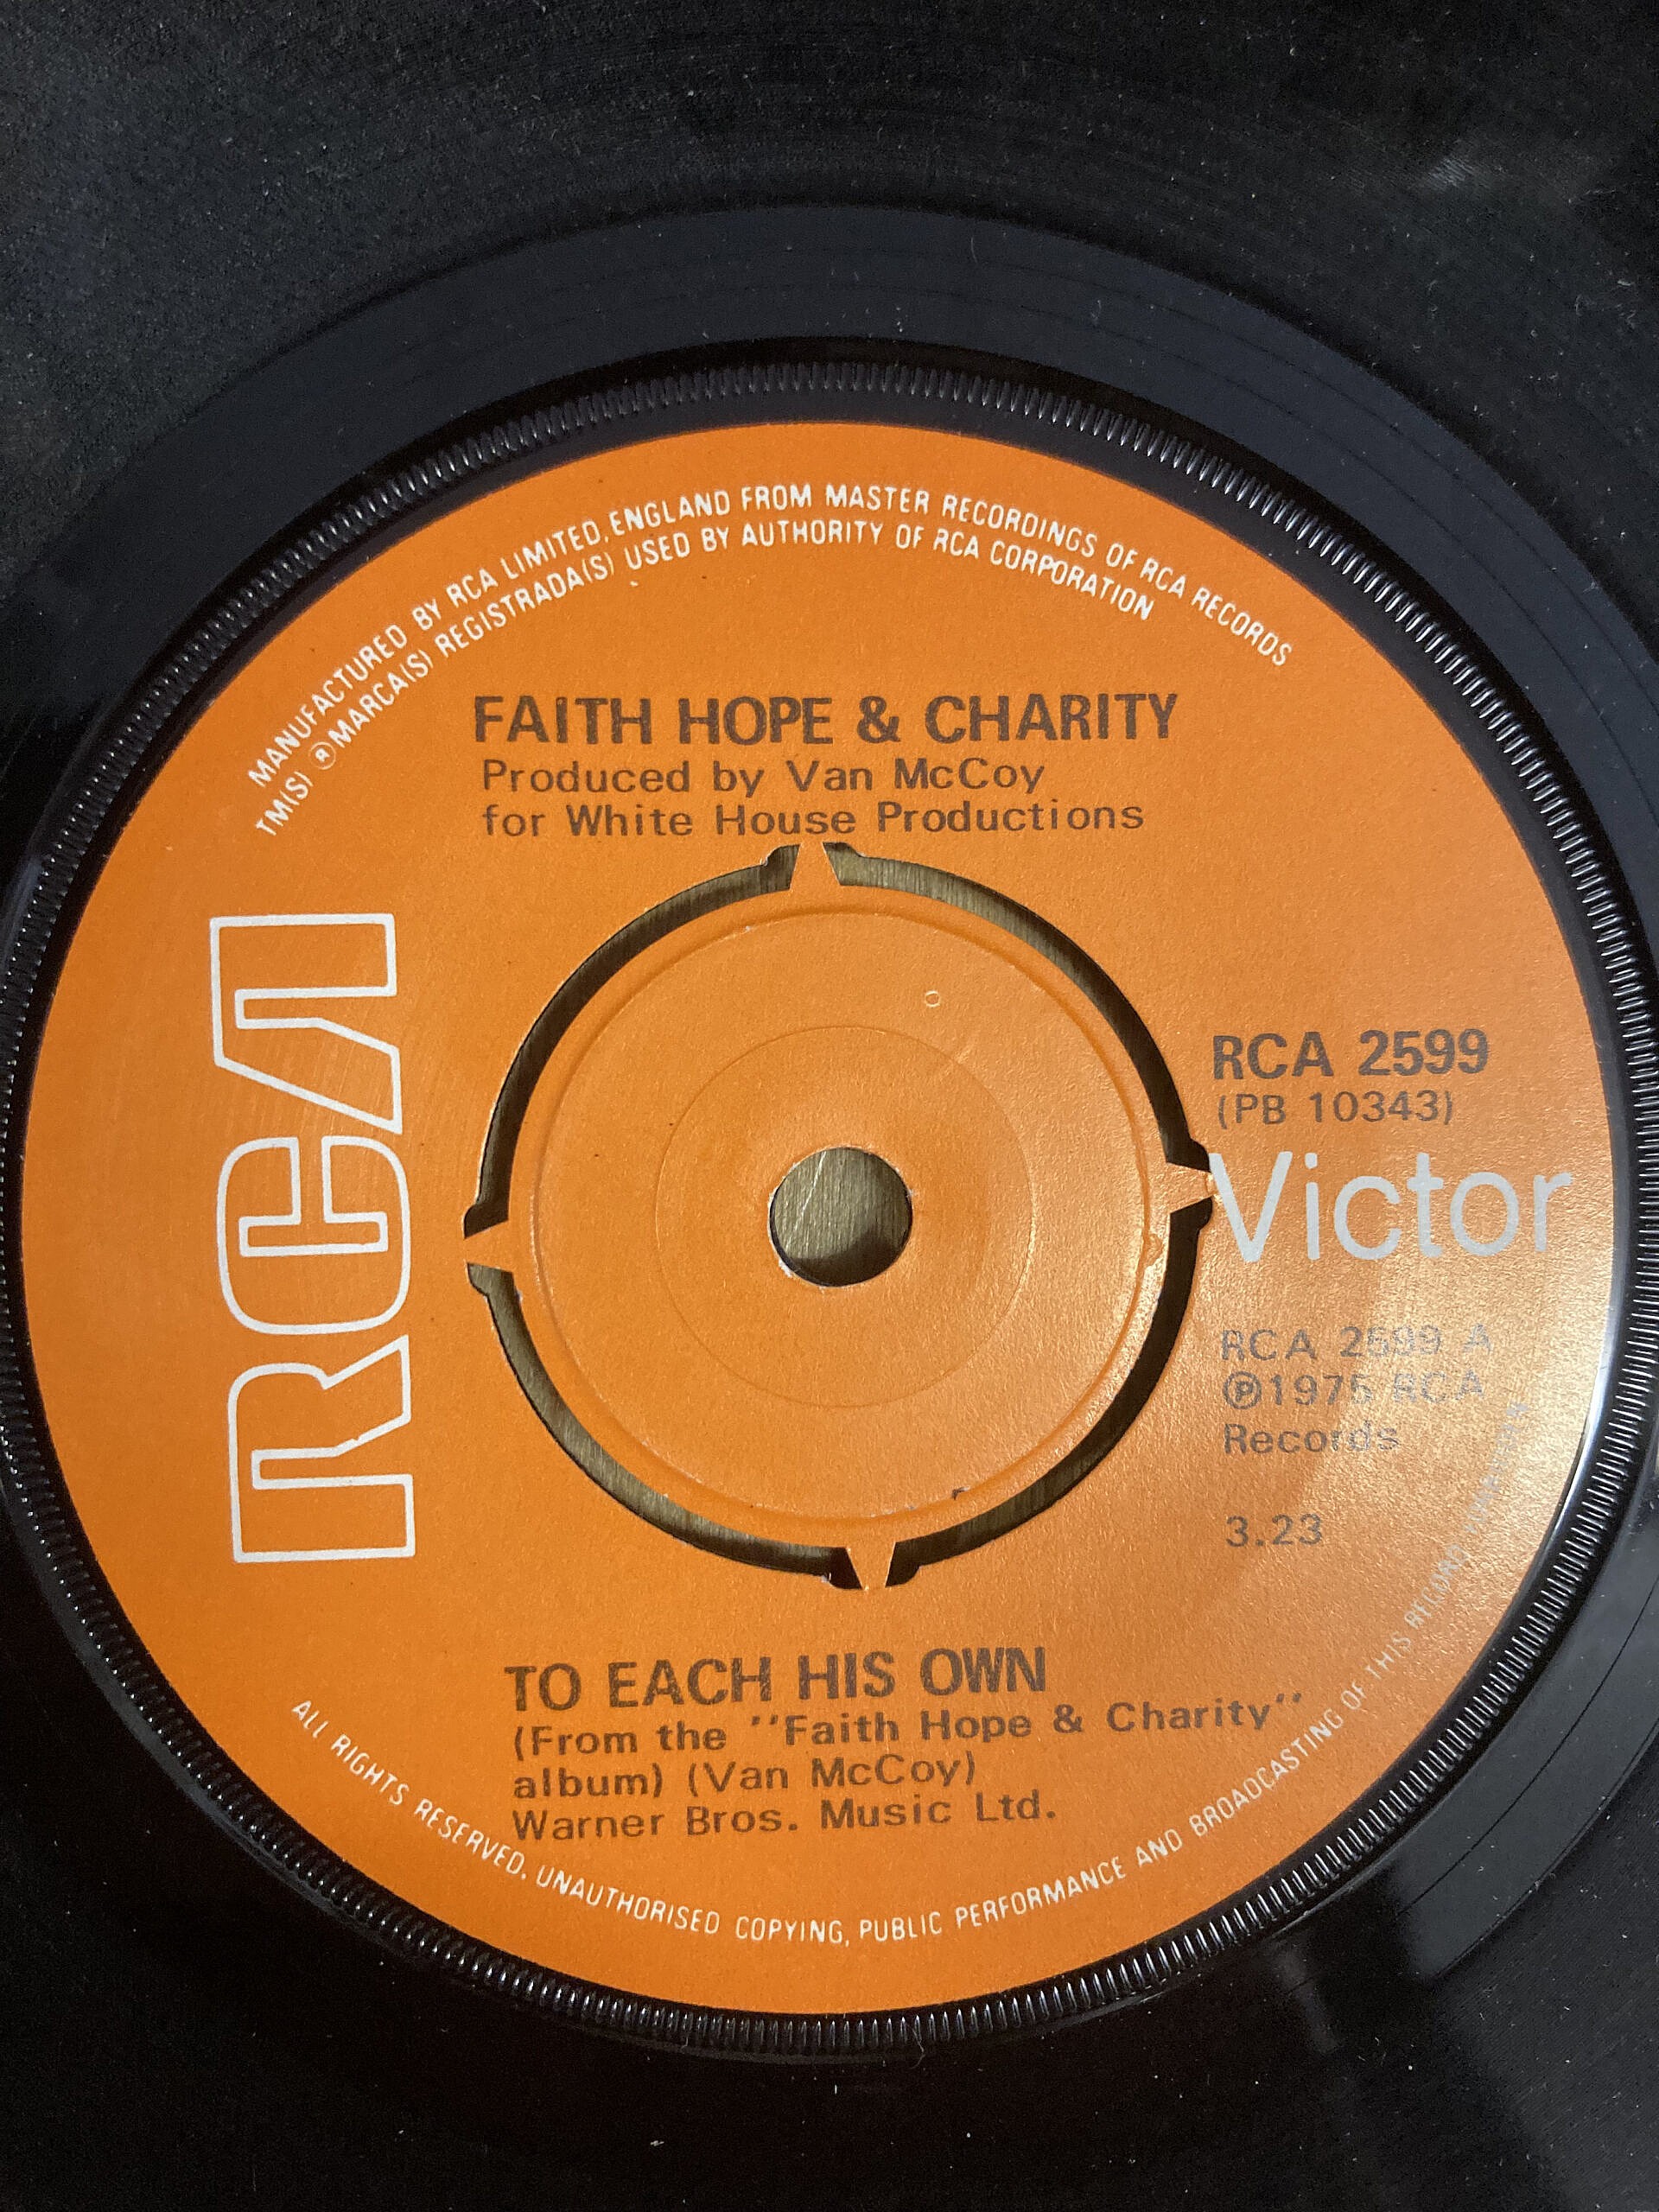 MANUFACTURED BY RCA LIMITED, ENGLAND FROM MASTER RECORDINGS OF RCA RECORDS
TM(S) ® MARCA(S) REGISTRADA(S) USED BY AUTHORITY OF RCA CORPORATION
FAITH HOPE & CHARITY
Produced by Van McCoy
for White House Productions
RCA
RCA 2599
(PB 10343)
Victor
RCA 2599 A
℗1975 RCA
Records
3.23
TO EACH HIS OWN
(From the "Faith Hope & Charity"
album) (Van McCoy)
Warner Bros. Music Ltd.
ALL RIGHTS RESERVED. UNAUTHORISED COPYING, PUBLIC PERFORMANCE AND BROADCASTING OF THIS RECORD